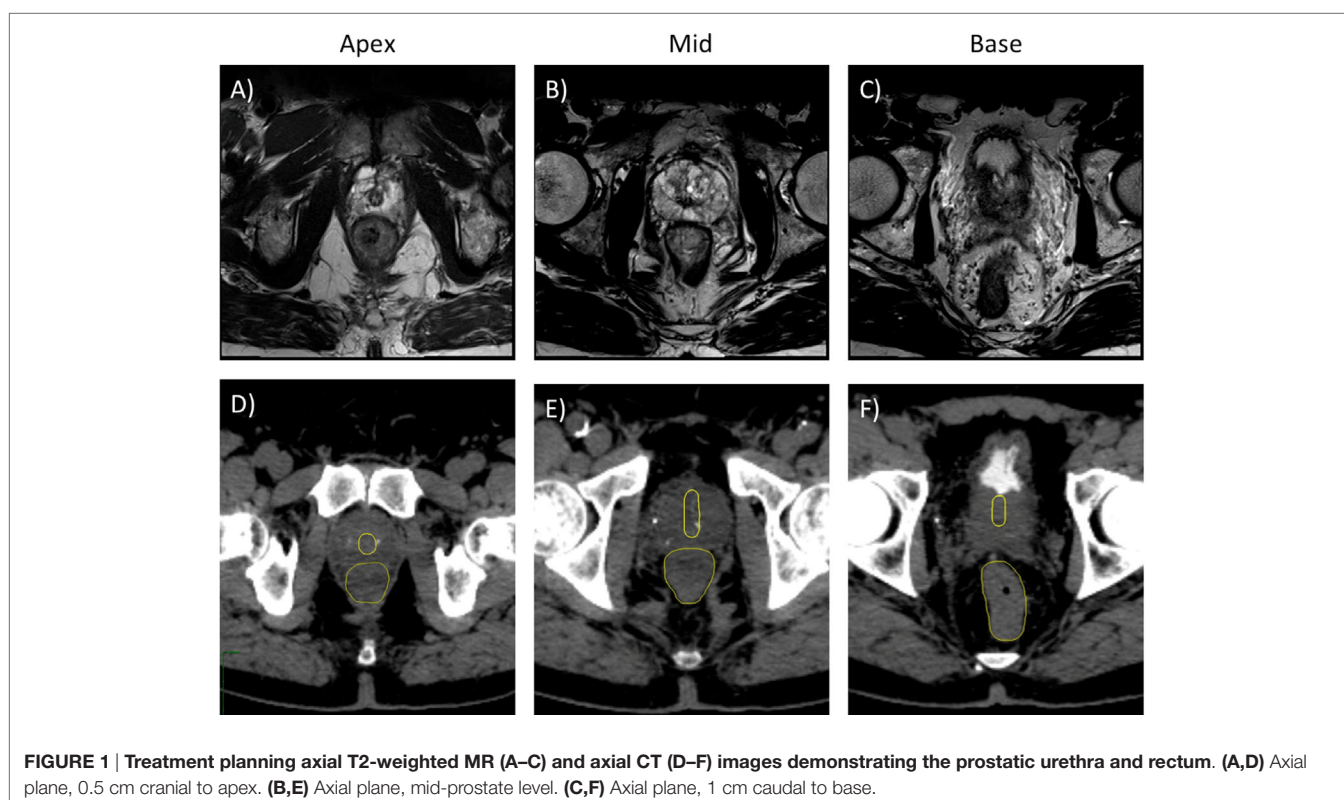 Apex Mid Base
A) B) C)
D) E) F)
FIGURE 1 | Treatment planning axial T2-weighted MR (A–C) and axial CT (D–F) images demonstrating the prostatic urethra and rectum. (A,D) Axial
plane, 0.5 cm cranial to apex. (B,E) Axial plane, mid-prostate level. (C,F) Axial plane, 1 cm caudal to base.